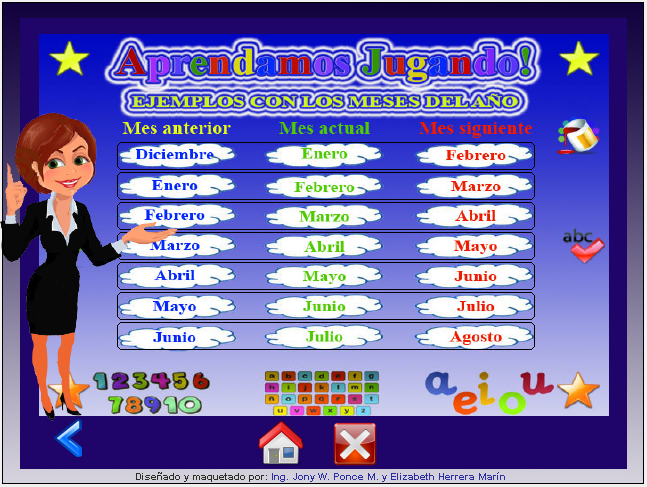 Aprendamos Jugando!
EJEMPLOS CON LOS MESES DEL AÑO
Mes anterior Mes actual Mes siguiente
Diciembre Enero Febrero
Enero Febrero Marzo
Febrero Marzo Abril
Marzo Abril Mayo
Abril Mayo Junio
Mayo Junio Julio
Junio Julio Agosto
abc
123456
78910
a b c d e f g
h i j k l m n
ñ o p q r s t
u v w x y z
a e i o u
Diseñado y maquetado por: Ing. Jony W. Ponce M. y Elizabeth Herrera Marín